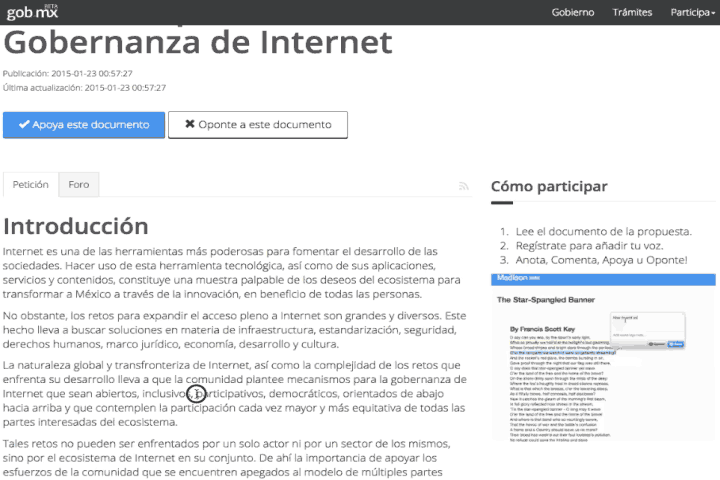 gob mx BETA
Gobierno Trámites Participa
Gobernanza de Internet
Publicación: 2015-01-23 00:57:27
Última actualización: 2015-01-23 00:57:27
Apoya este documento
Oponte a este documento
Petición Foro
Introducción
Internet es una de las herramientas más poderosas para fomentar el desarrollo de las
sociedades. Hacer uso de esta herramienta tecnológica, así como de sus aplicaciones,
servicios y contenidos, constituye una muestra palpable de los deseos del ecosistema para
transformar a México a través de la innovación, en beneficio de todas las personas.
No obstante, los retos para expandir el acceso pleno a Internet son grandes y diversos. Este
hecho lleva a buscar soluciones en materia de infraestructura, estandarización, seguridad,
derechos humanos, marco jurídico, economía, desarrollo y cultura.
La naturaleza global y transfronteriza de Internet, así como la complejidad de los retos que
enfrenta su desarrollo lleva a que la comunidad plantee mecanismos para la gobernanza de
Internet que sean abiertos, inclusivos, participativos, democráticos, orientados de abajo
hacia arriba y que contemplen la participación cada vez mayor y más equitativa de todas las
partes interesadas del ecosistema.
Tales retos no pueden ser enfrentados por un solo actor ni por un sector de los mismos,
sino por el ecosistema de Internet en su conjunto. De ahí la importancia de apoyar los
esfuerzos de la comunidad que se encuentren apegados al modelo de múltiples partes
Cómo participar
1. Lee el documento de la propuesta.
2. Regístrate para añadir tu voz.
3. Anota, Comenta, Apoya u Oponte!
Madison
The Star-Spangled Banner
By Francis Scott Key